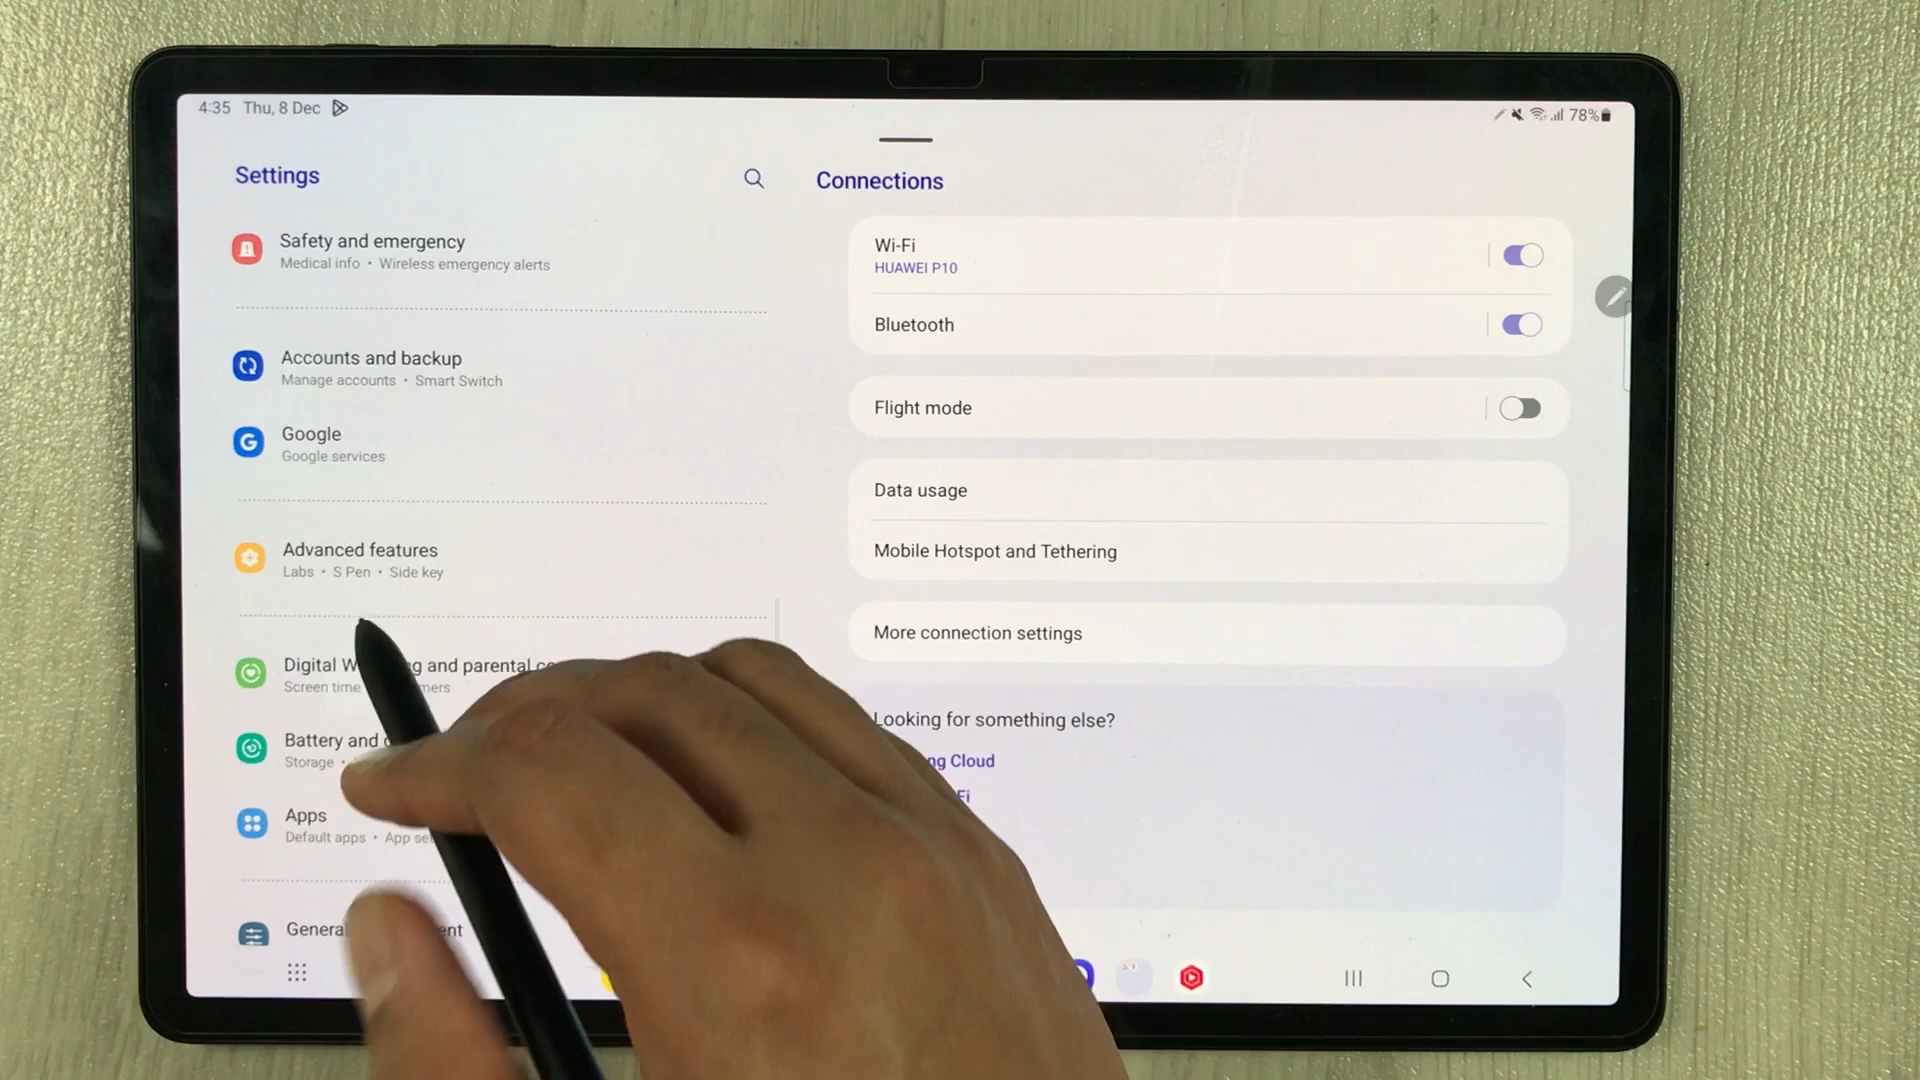 4:35 Thu, 8 Dec
78%
Settings
Safety and emergency
Medical info • Wireless emergency alerts
Accounts and backup
Manage accounts • Smart Switch
G
Google
Google services
Advanced features
Labs • S Pen • Side key
Digital and parental
Screen time
Battery and
Storage •
Apps
Default apps • App
General
Connections
Wi-Fi
HUAWEI P10
Bluetooth
Flight mode
Data usage
Mobile Hotspot and Tethering
More connection settings
Looking for something else?
Cloud